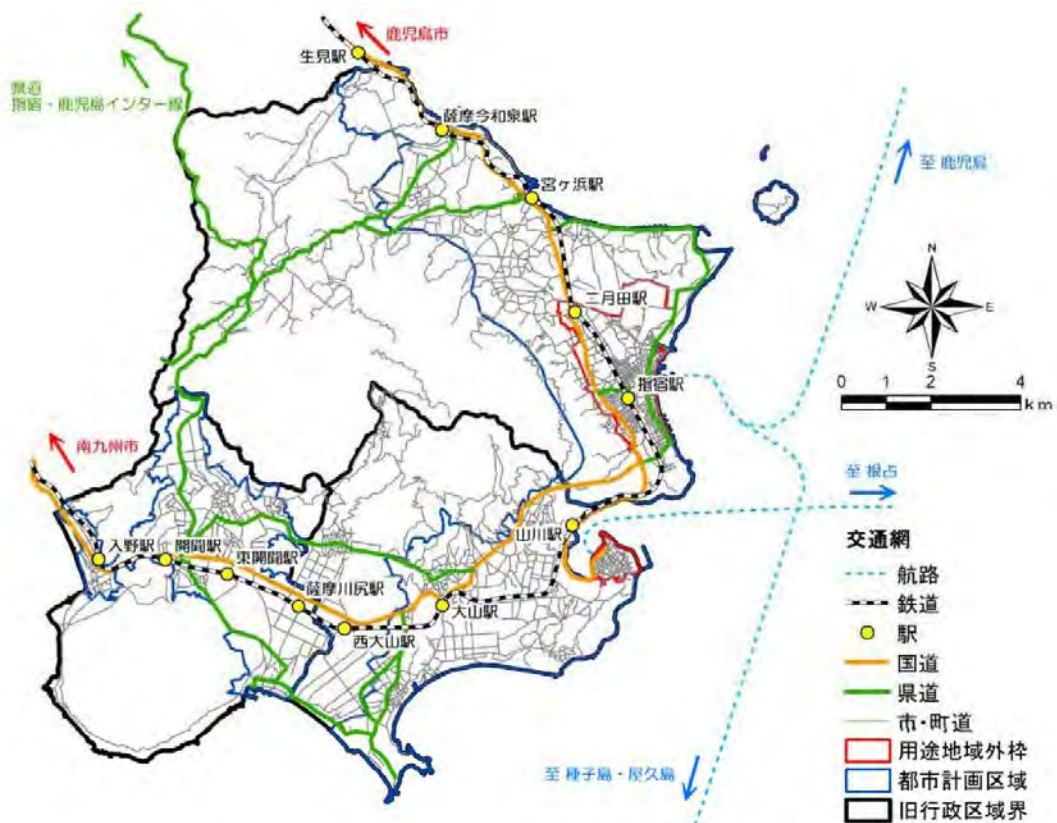 鹿児島市
生見駅
県道
指宿・鹿児島インター線
薩摩今和泉駅
至 鹿児島
宮ヶ浜駅
N
W
E
S
二月田駅
指宿駅
0 1 2 4
km
南九州市
至 根占
山川駅
入野駅
開聞駅
東開聞駅
薩摩川尻駅
大山駅
西大山駅
至 種子島・屋久島
交通網
航路
鉄道
駅
国道
県道
市・町道
用途地域外枠
都市計画区域
旧行政区域界